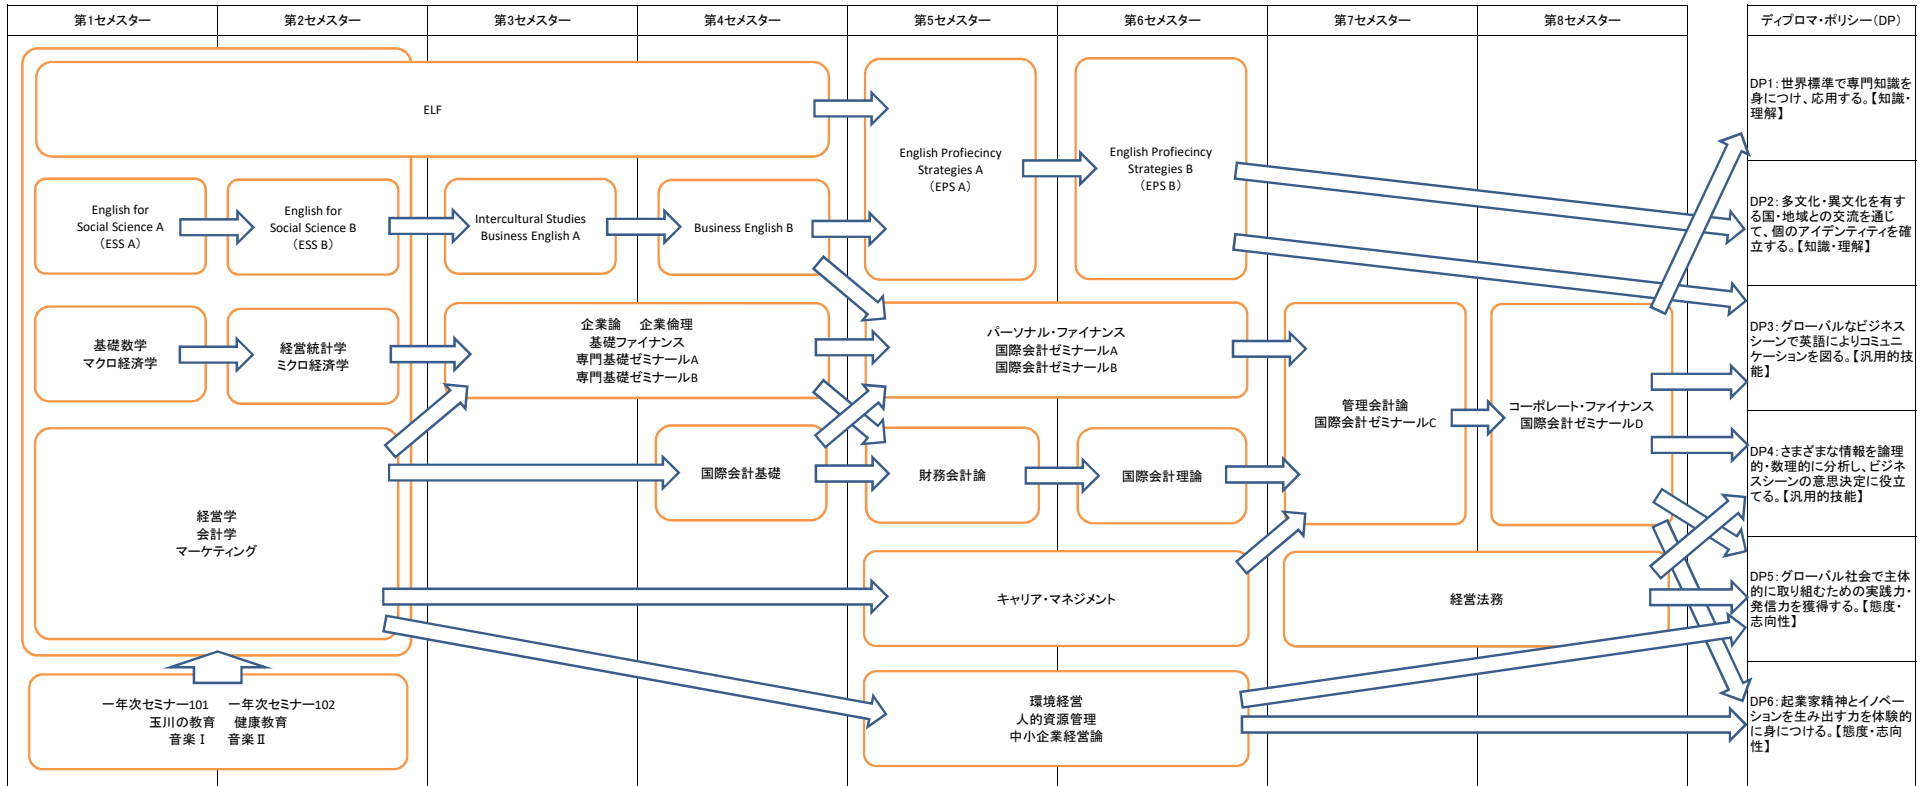 第1セメスター
第2セメスター
第3セメスター
第4セメスター
第5セメスター
第6セメスター
第7セメスター
第8セメスター
ディプロマ・ポリシー(DP)
ELF
English for
Social Science A
(ESS A)
English for
Social Science B
(ESS B)
Intercultural Studies
Business English A
Business English B
English Profiecincy
Strategies A
(EPS A)
English Profiecincy
Strategies B
(EPS B)
基礎数学
マクロ経済学
経営統計学
ミクロ経済学
企業論　企業倫理
基礎ファイナンス
専門基礎ゼミナールA
専門基礎ゼミナールB
パーソナル・ファイナンス
国際会計ゼミナールA
国際会計ゼミナールB
管理会計論
国際会計ゼミナールC
コーポレート・ファイナンス
国際会計ゼミナールD
経営学
会計学
マーケティング
国際会計基礎
財務会計論
国際会計理論
キャリア・マネジメント
経営法務
一年次セミナー101　一年次セミナー102
玉川の教育　健康教育
音楽Ⅰ　音楽Ⅱ
環境経営
人的資源管理
中小企業経営論
DP1:世界標準で専門知識を
身につけ、応用する。【知識・
理解】
DP2:多文化・異文化を有す
る国・地域との交流を通じ
て、個のアイデンティティを確
立する。【知識・理解】
DP3:グローバルなビジネス
シーンで英語によりコミュニ
ケーションを図る。【汎用的技
能】
DP4:さまざまな情報を論理
的・数理的に分析し、ビジネ
スシーンの意思決定に役立
てる。【汎用的技能】
DP5:グローバル社会で主体
的に取り組むための実践力・
発信力を獲得する。【態度・
志向性】
DP6:起業家精神とイノベー
ションを生み出す力を体験的
に身につける。【態度・志向
性】